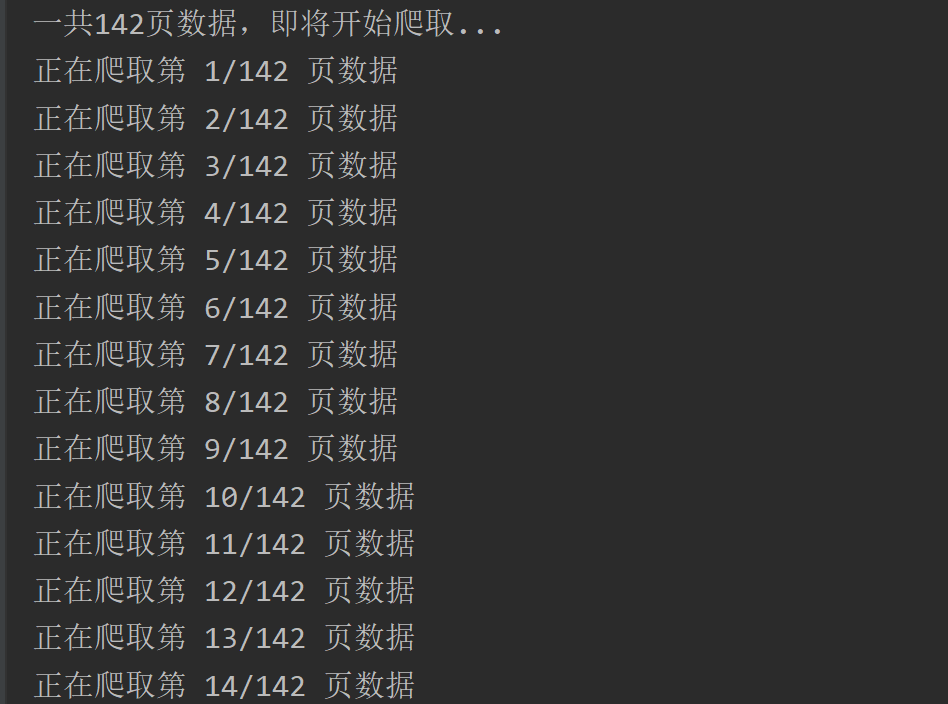 一共142页数据，即将开始爬取...
正在爬取第 1/142 页数据
正在爬取第 2/142 页数据
正在爬取第 3/142 页数据
正在爬取第 4/142 页数据
正在爬取第 5/142 页数据
正在爬取第 6/142 页数据
正在爬取第 7/142 页数据
正在爬取第 8/142 页数据
正在爬取第 9/142 页数据
正在爬取第 10/142 页数据
正在爬取第 11/142 页数据
正在爬取第 12/142 页数据
正在爬取第 13/142 页数据
正在爬取第 14/142 页数据